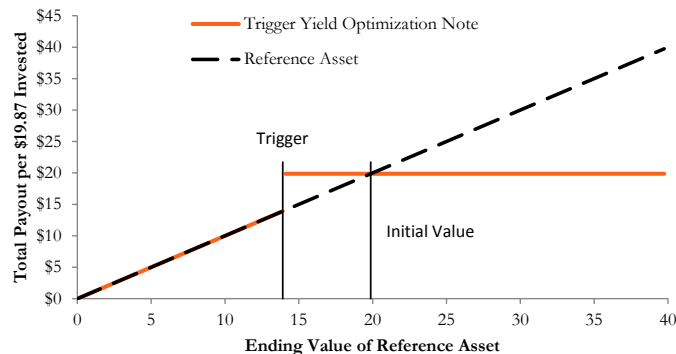 $45
$40
$35
$30
$25
$20
$15
$10
$5
$0
Total Payout per $19.87 Invested
Trigger Yield Optimization Note
Reference Asset
Trigger
Initial Value
0 5 10 15 20 25 30 35 40
Ending Value of Reference Asset